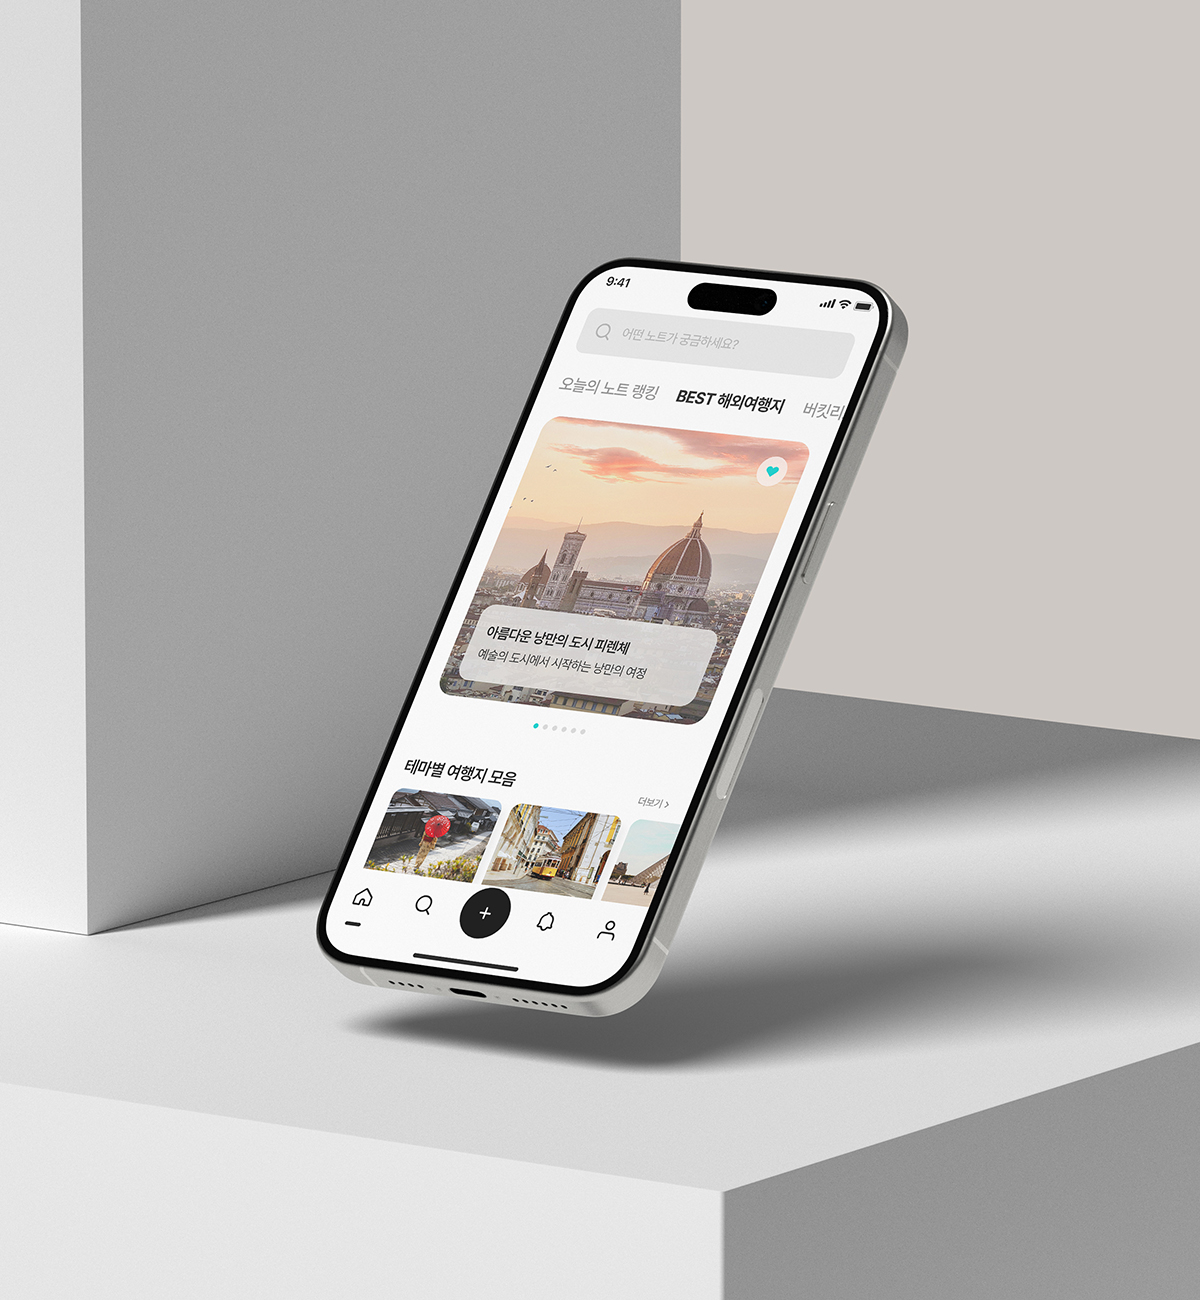 9:41
어떤 노트가 궁금하세요?
오늘의 노트 랭킹 BEST 해외여행지 버킷리
아름다운 낭만의 도시 피렌체
예술의 도시에서 시작하는 낭만의 여정
테마별 여행지 모음
더보기 >